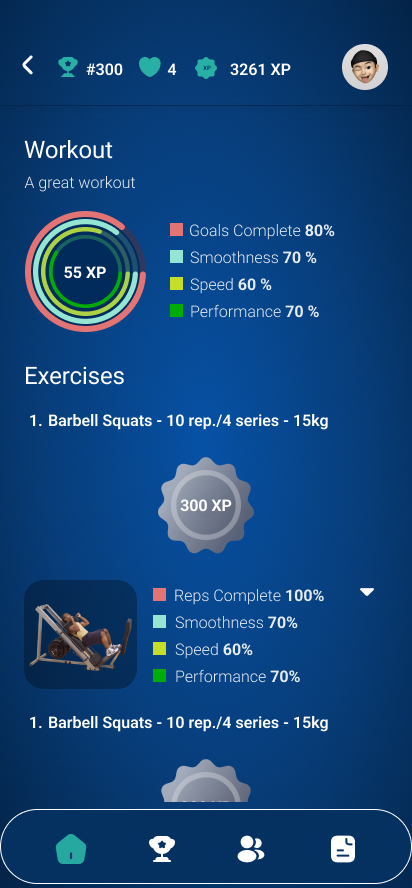 #300 4 XP 3261 XP
Workout
A great workout
55 XP
Goals Complete 80%
Smoothness 70 %
Speed 60 %
Performance 70 %
Exercises
1. Barbell Squats - 10 rep./4 series - 15kg
300 XP
Reps Complete 100%
Smoothness 70%
Speed 60%
Performance 70%
1. Barbell Squats - 10 rep./4 series - 15kg